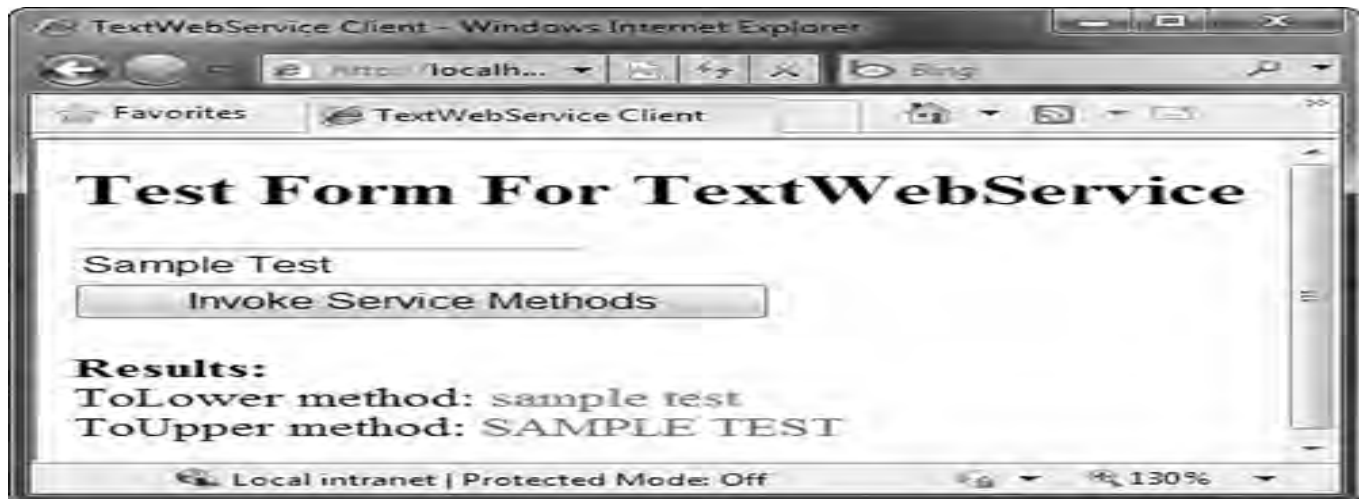 TextWebService Client - Windows Internet Explorer
http://localh... Bing
Favorites TextWebService Client
Test Form For TextWebService
Sample Test
Invoke Service Methods
Results:
ToLower method: sample test
ToUpper method: SAMPLE TEST
Local intranet | Protected Mode: Off 130%